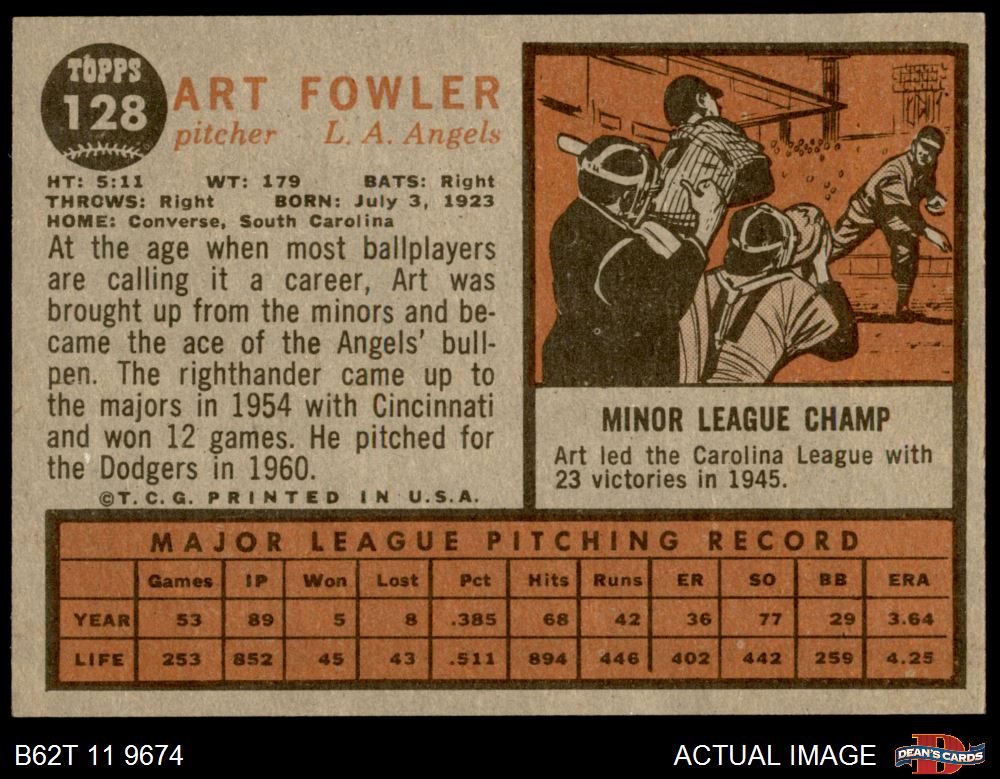 TOPPS
128
ART FOWLER
pitcher L. A. Angels
HT: 5:11 WT: 179 BATS: Right
THROWS: Right BORN: July 3, 1923
HOME: Converse, South Carolina
At the age when most ballplayers
are calling it a career, Art was
brought up from the minors and be-
came the ace of the Angels' bull-
pen. The righthander came up to
the majors in 1954 with Cincinnati
and won 12 games. He pitched for
the Dodgers in 1960.
©T.C.G. PRINTED IN U.S.A.
MINOR LEAGUE CHAMP
Art led the Carolina League with
23 victories in 1945.
MAJOR LEAGUE PITCHING RECORD
Games IP Won Lost Pct Hits Runs ER SO BB ERA
YEAR 53 89 5 8 .385 68 42 36 77 29 3.64
LIFE 253 852 45 43 .511 894 446 402 442 259 4.25
B62T 11 9674 ACTUAL IMAGE DEAN'S CARDS